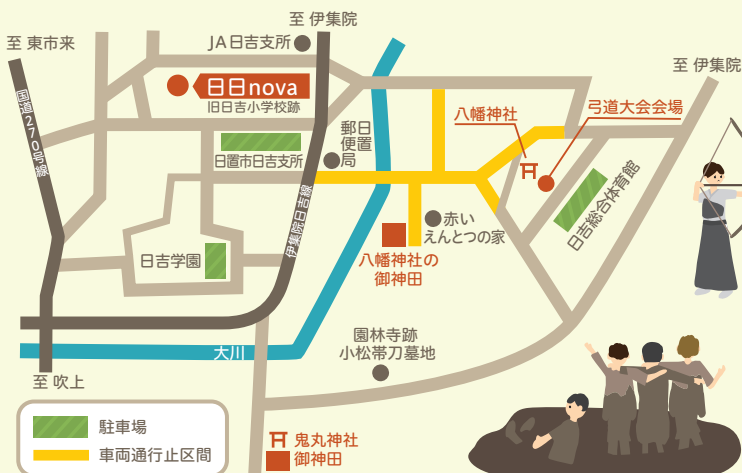 至 伊集院
至 東市来
JA日吉支所
日日nova
旧日吉小学校跡
国道270号線
至 伊集院
弓道大会会場
八幡神社
日置
郵便局
日置市日吉支所
日吉総合体育館
伊集院日吉線
赤い
えんとつの家
日吉学園
八幡神社の
御神田
大川
園林寺跡
小松帯刀墓地
至 吹上
駐車場
車両通行止区間
鬼丸神社
御神田